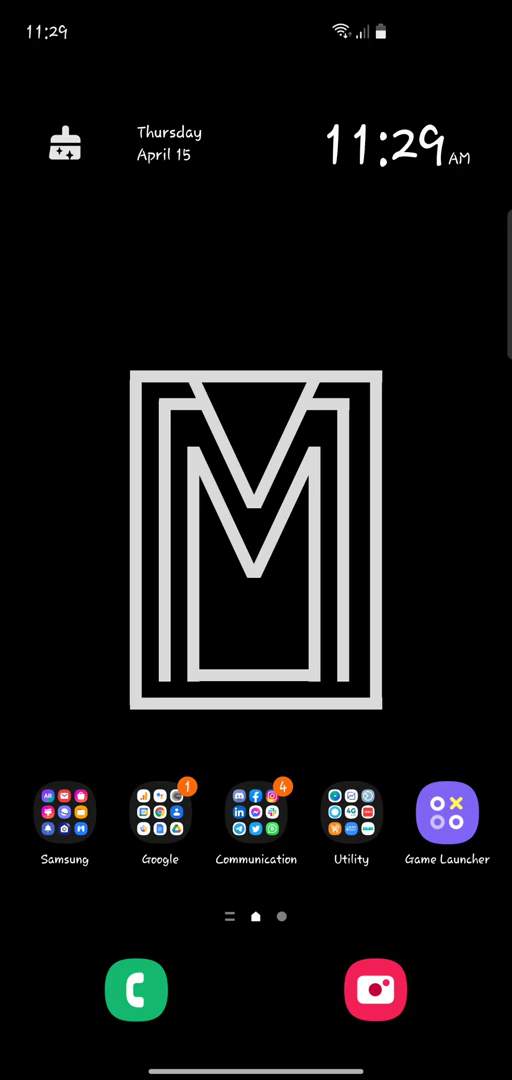 11:29
Thursday
April 15
11:29 AM
M
1
4
Samsung
Google
Communication
Utility
Game Launcher